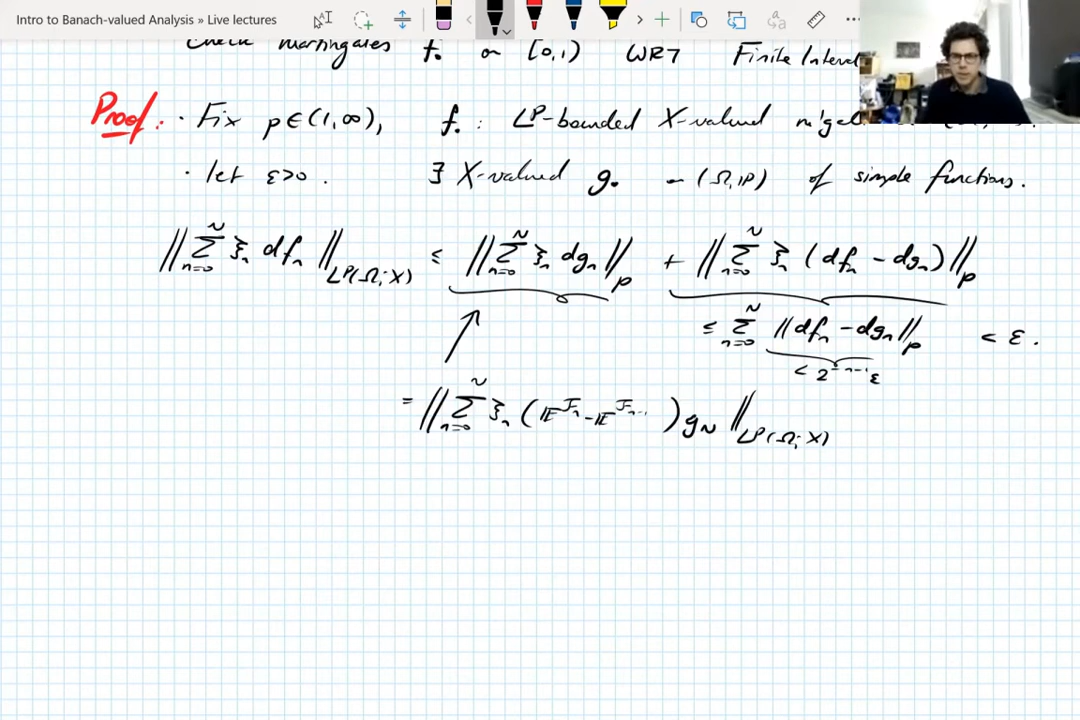 Intro to Banach-valued Analysis » Live lectures
Check martingales f. on [0,1) WRT Finite Interval
Proof: · Fix p∈(1,∞), f. : L^p-bounded X-valued m'gale
· let ε>0. ∃ X-valued g. on (Ω,ℙ) of simple functions.
‖∑_{n=0}^{N} ξ_n df_n‖_{L^p(Ω;X)} ≤ ‖∑_{n=0}^{N} ξ_n dg_n‖_p + ‖∑_{n=0}^{N} ξ_n (df_n - dg_n)‖_p
≤ ∑_{n=0}^{N} ‖df_n - dg_n‖_p < ε.
< 2^{-n-1} ε
= ‖∑_{n=0}^{N} ξ_n (𝔼^{F_n} - 𝔼^{F_{n-1}}) g_N‖_{L^p(Ω;X)}